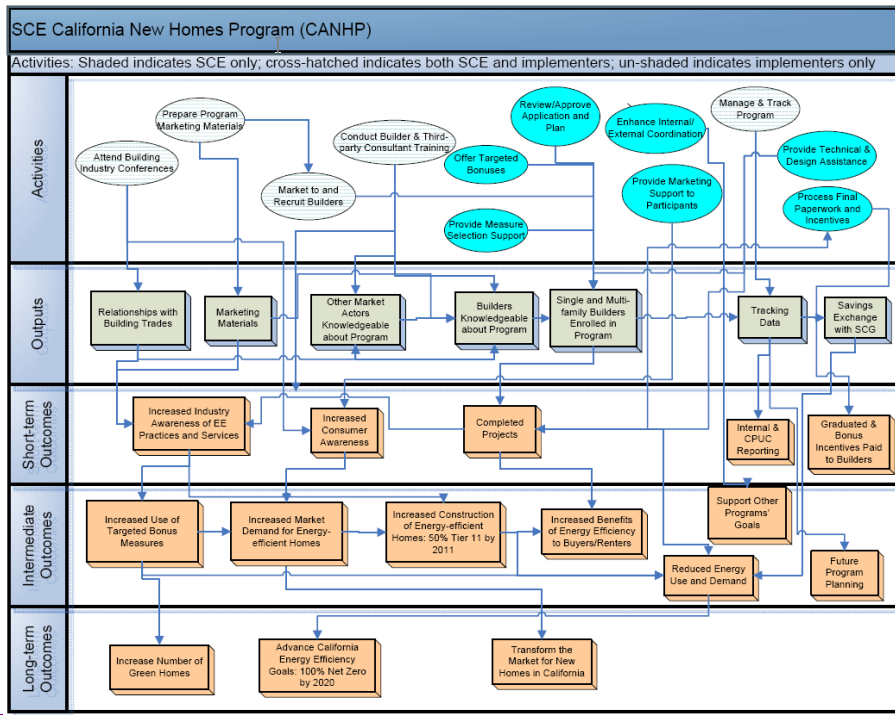 SCE California New Homes Program (CANHP)
Activities: Shaded indicates SCE only; cross-hatched indicates both SCE and implementers; un-shaded indicates implementers only
Activities
Prepare Program
Marketing Materials
Attend Building
Industry Conferences
Market to and
Recruit Builders
Conduct Builder & Third-
party Consultant Training
Offer Targeted
Bonuses
Provide Measure
Selection Support
Review/Approve
Application and
Plan
Enhance Internal/
External Coordination
Provide Marketing
Support to
Participants
Manage & Track
Program
Provide Technical &
Design Assistance
Process Final
Paperwork and
Incentives
Outputs
Relationships with
Building Trades
Marketing
Materials
Other Market
Actors
Knowledgeable
about Program
Builders
Knowledgeable
about Program
Single and Multi-
family Builders
Enrolled in
Program
Tracking
Data
Savings
Exchange
with SCG
Short-term
Outcomes
Increased Industry
Awareness of EE
Practices and Services
Increased
Consumer
Awareness
Completed
Projects
Internal &
CPUC
Reporting
Graduated &
Bonus
Incentives Paid
to Builders
Intermediate
Outcomes
Increased Use of
Targeted Bonus
Measures
Increased Market
Demand for Energy-
efficient Homes
Increased Construction
of Energy-efficient
Homes: 50% Tier 11 by
2011
Increased Benefits
of Energy Efficiency
to Buyers/Renters
Support Other
Programs'
Goals
Reduced Energy
Use and Demand
Future
Program
Planning
Long-term
Outcomes
Increase Number of
Green Homes
Advance California
Energy Efficiency
Goals: 100% Net Zero
by 2020
Transform the
Market for New
Homes in California